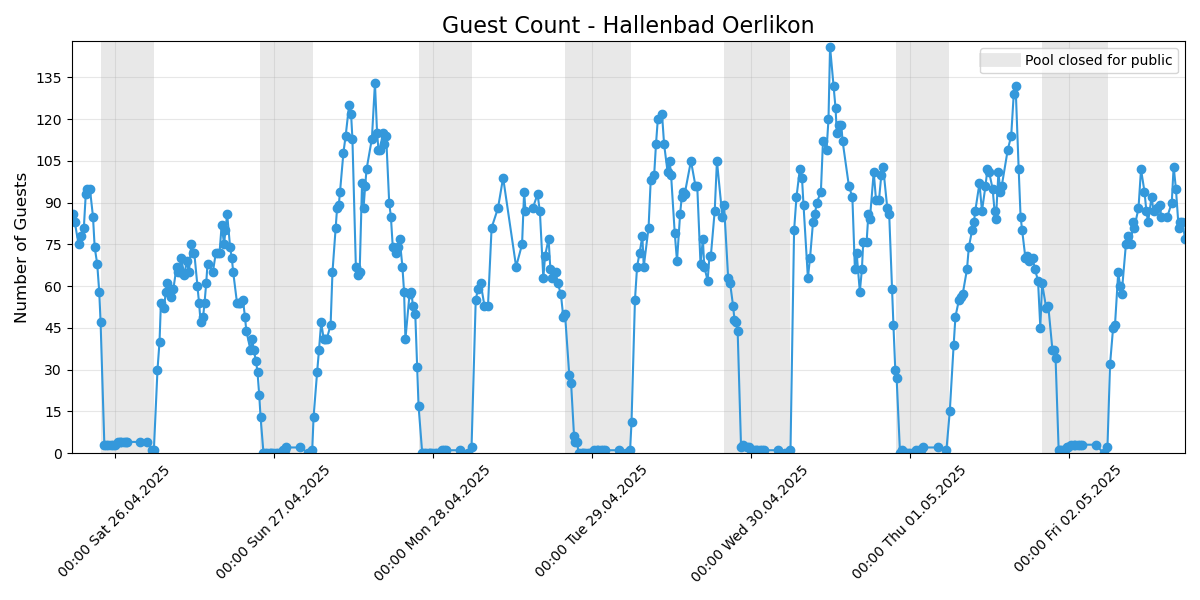 Guest Count - Hallenbad Oerlikon
Pool closed for public
Number of Guests
135
120
105
90
75
60
45
30
15
0
00:00 Sat 26.04.2025
00:00 Sun 27.04.2025
00:00 Mon 28.04.2025
00:00 Tue 29.04.2025
00:00 Wed 30.04.2025
00:00 Thu 01.05.2025
00:00 Fri 02.05.2025